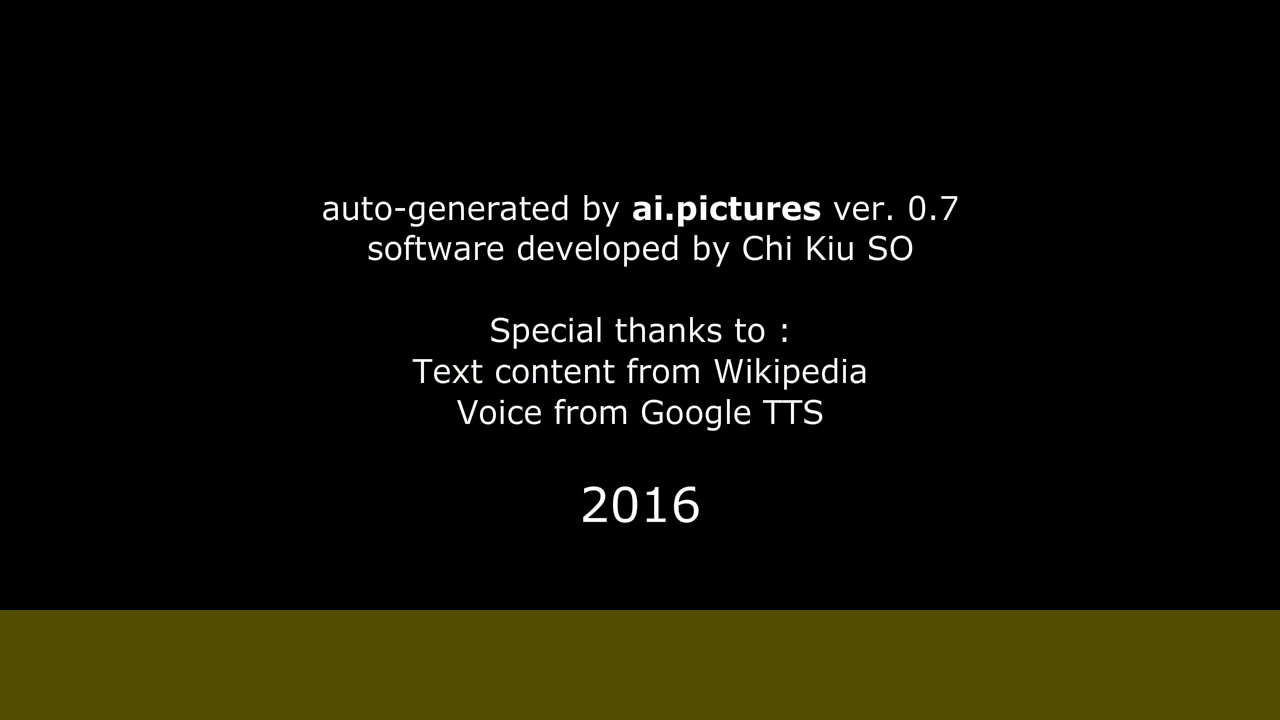 auto-generated by ai.pictures ver. 0.7
software developed by Chi Kiu SO
Special thanks to :
Text content from Wikipedia
Voice from Google TTS
2016